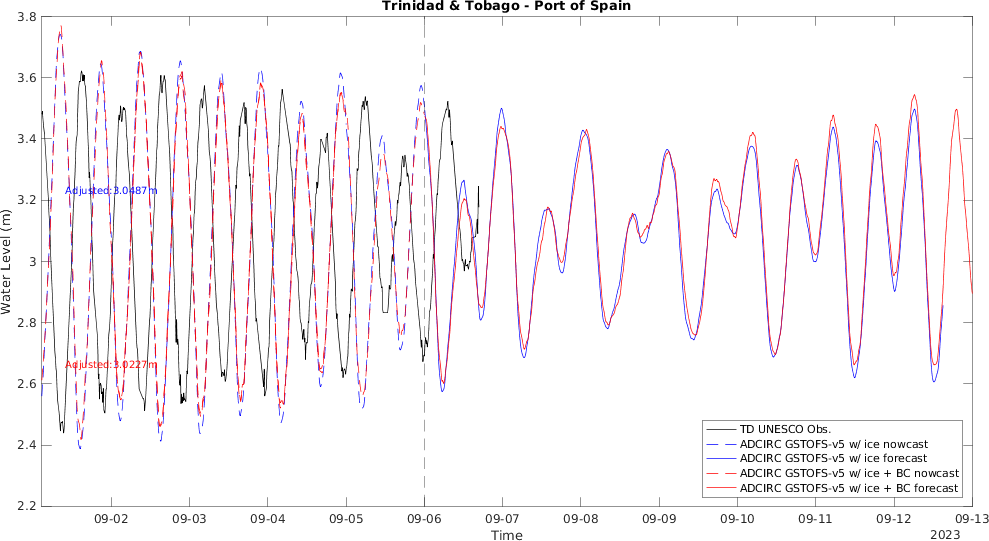 Trinidad & Tobago - Port of Spain
3.8
3.6
3.4
3.2
3
2.8
2.6
2.4
2.2
Water Level (m)
Adjusted:3.0487m
Adjusted:3.0227m
TD UNESCO Obs.
ADCIRC GSTOFS-v5 w/ ice nowcast
ADCIRC GSTOFS-v5 w/ ice forecast
ADCIRC GSTOFS-v5 w/ ice + BC nowcast
ADCIRC GSTOFS-v5 w/ ice + BC forecast
09-02 09-03 09-04 09-05 09-06 09-07 09-08 09-09 09-10 09-11 09-12 09-13
Time
2023